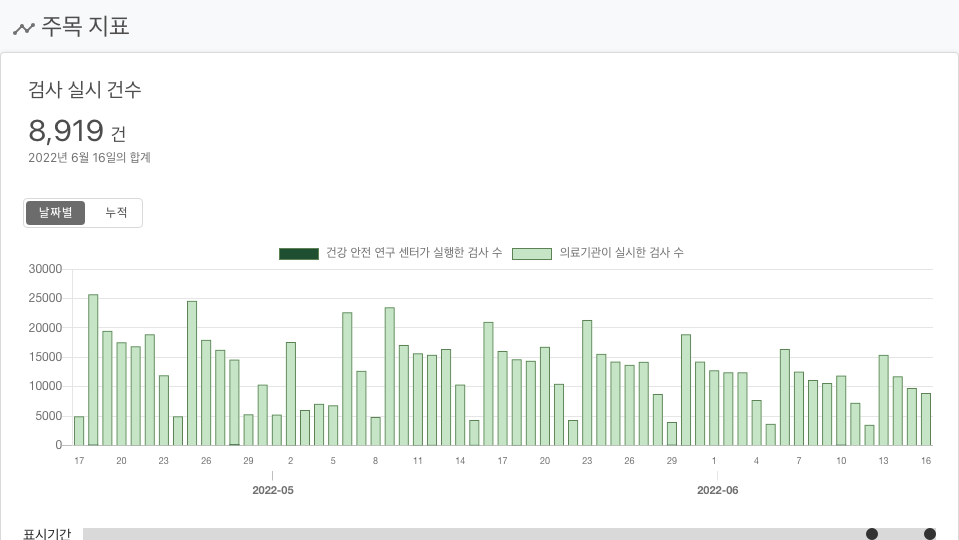 주목 지표
검사 실시 건수
8,919 건
2022년 6월 16일의 합계
날짜별 누적
건강 안전 연구 센터가 실행한 검사 수 의료기관이 실시한 검사 수
30000
25000
20000
15000
10000
5000
0
17 20 23 26 29 2 5 8 11 14 17 20 23 26 29 1 4 7 10 13 16
2022-05 2022-06
표시기간